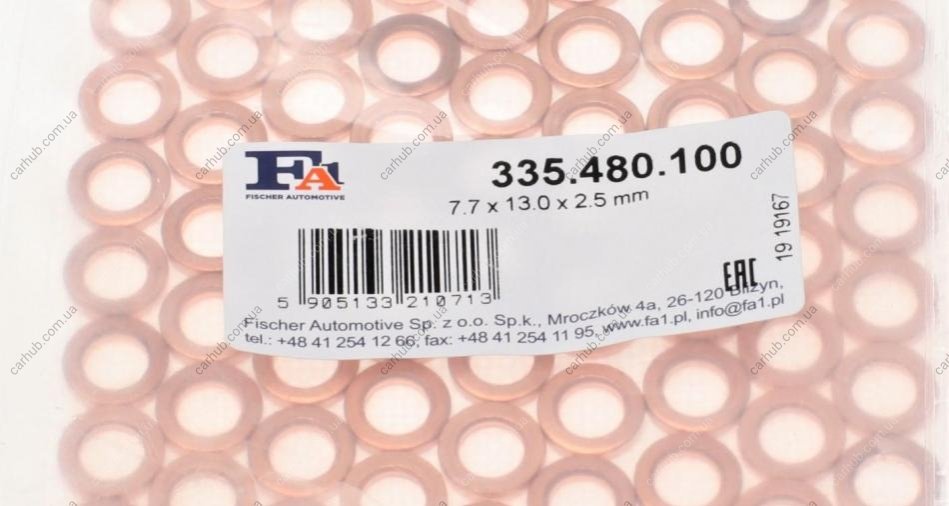 FA1
FISCHER AUTOMOTIVE
335.480.100
7.7 x 13.0 x 2.5 mm
5 905133 210713
19 19167
EAC
Fischer Automotive Sp. z o.o. Sp.k., Mroczków 4a, 26-120 Bliżyn,
tel.: +48 41 254 12 66, fax: +48 41 254 11 95, www.fa1.pl, info@fa1.pl
carhub.com.ua